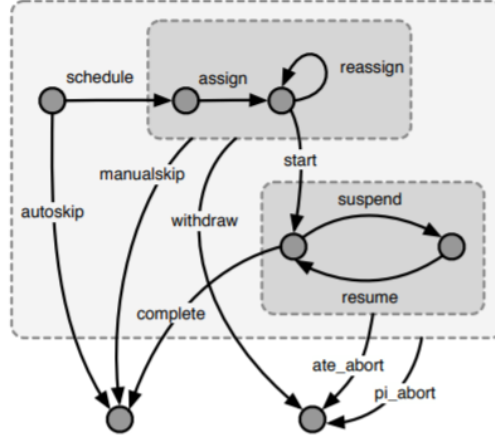 schedule
assign
reassign
start
manualskip
autoskip
withdraw
suspend
resume
complete
ate_abort
pi_abort